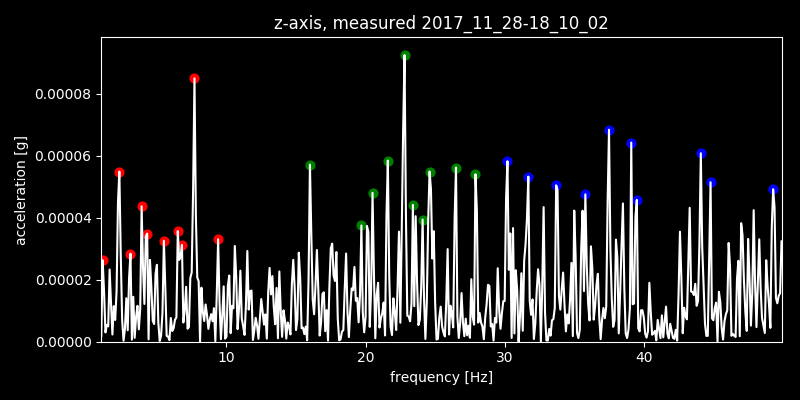 z-axis, measured 2017_11_28-18_10_02
0.00008
0.00006
0.00004
0.00002
0.00000
acceleration [g]
10 20 30 40
frequency [Hz]